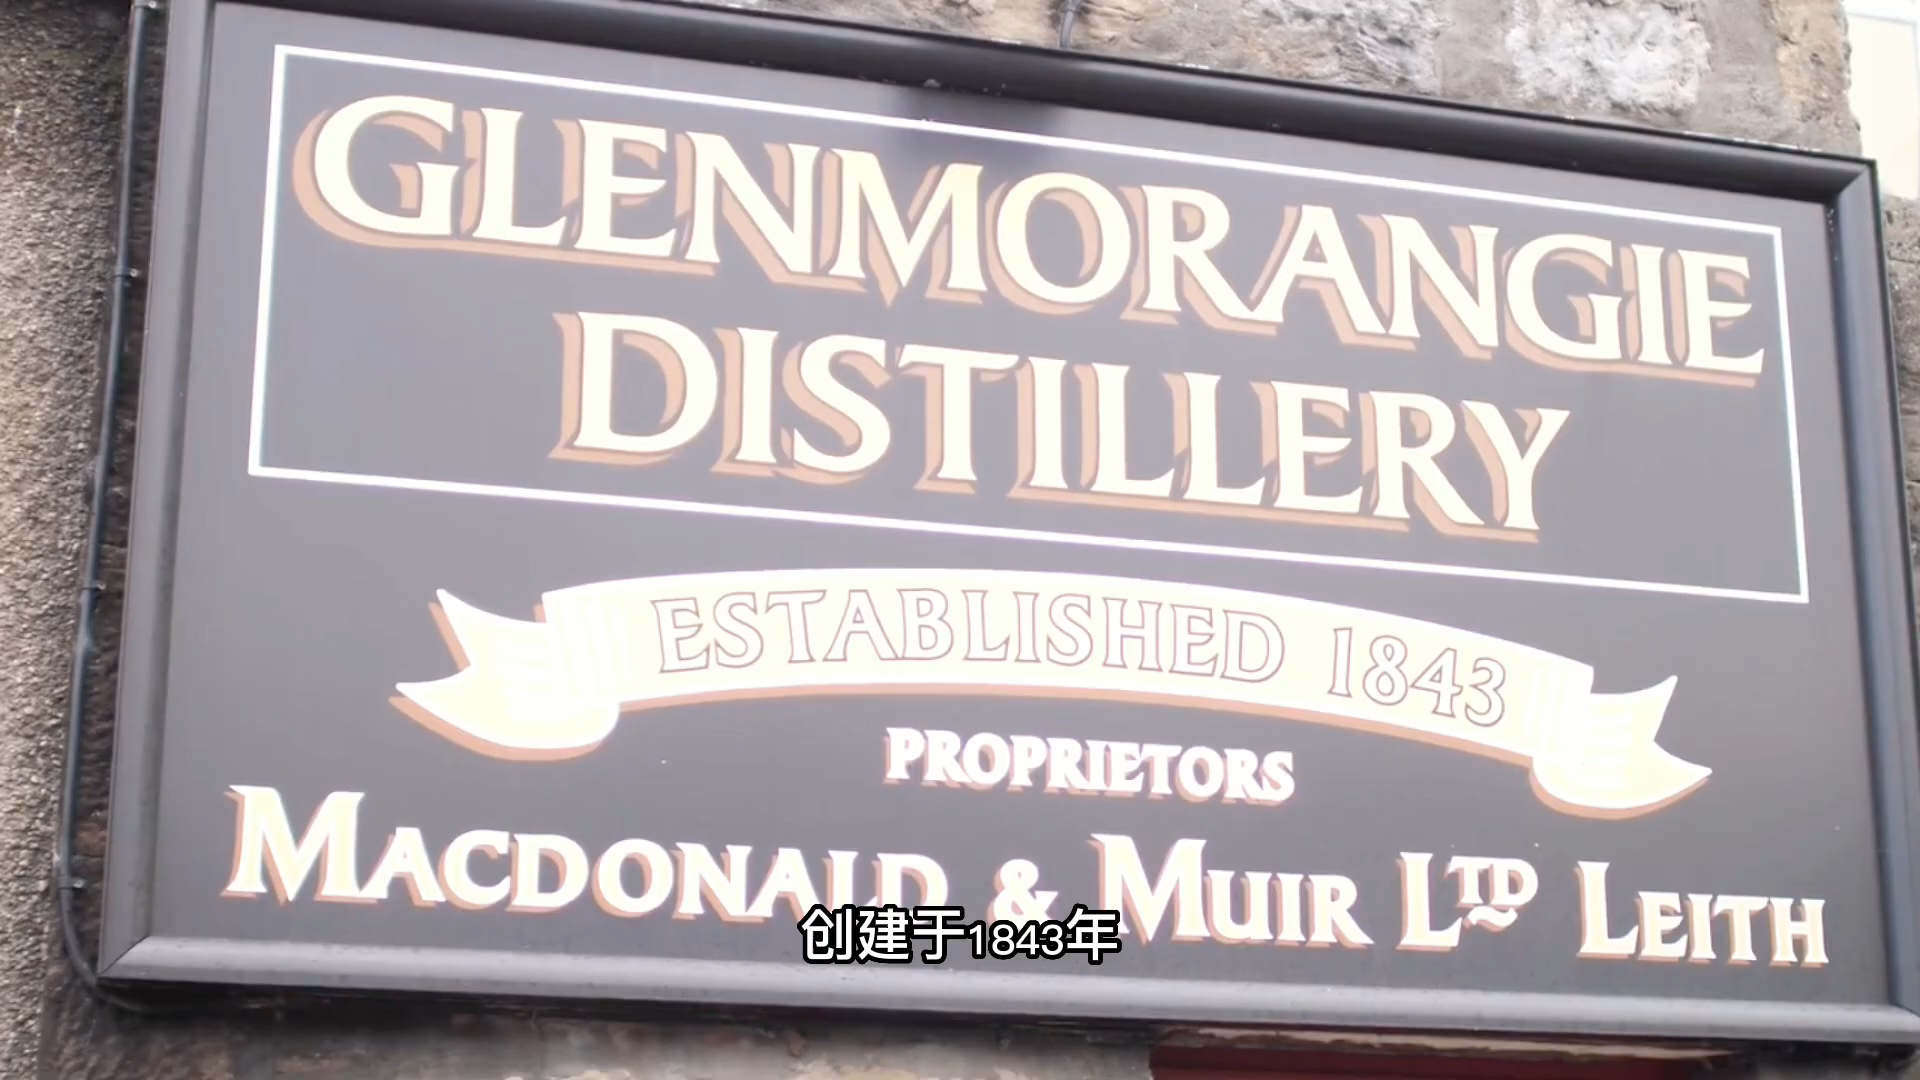 GLENMORANGIE
DISTILLERY
ESTABLISHED 1843
PROPRIETORS
MACDONALD & MUIR LTD LEITH
创建于1843年